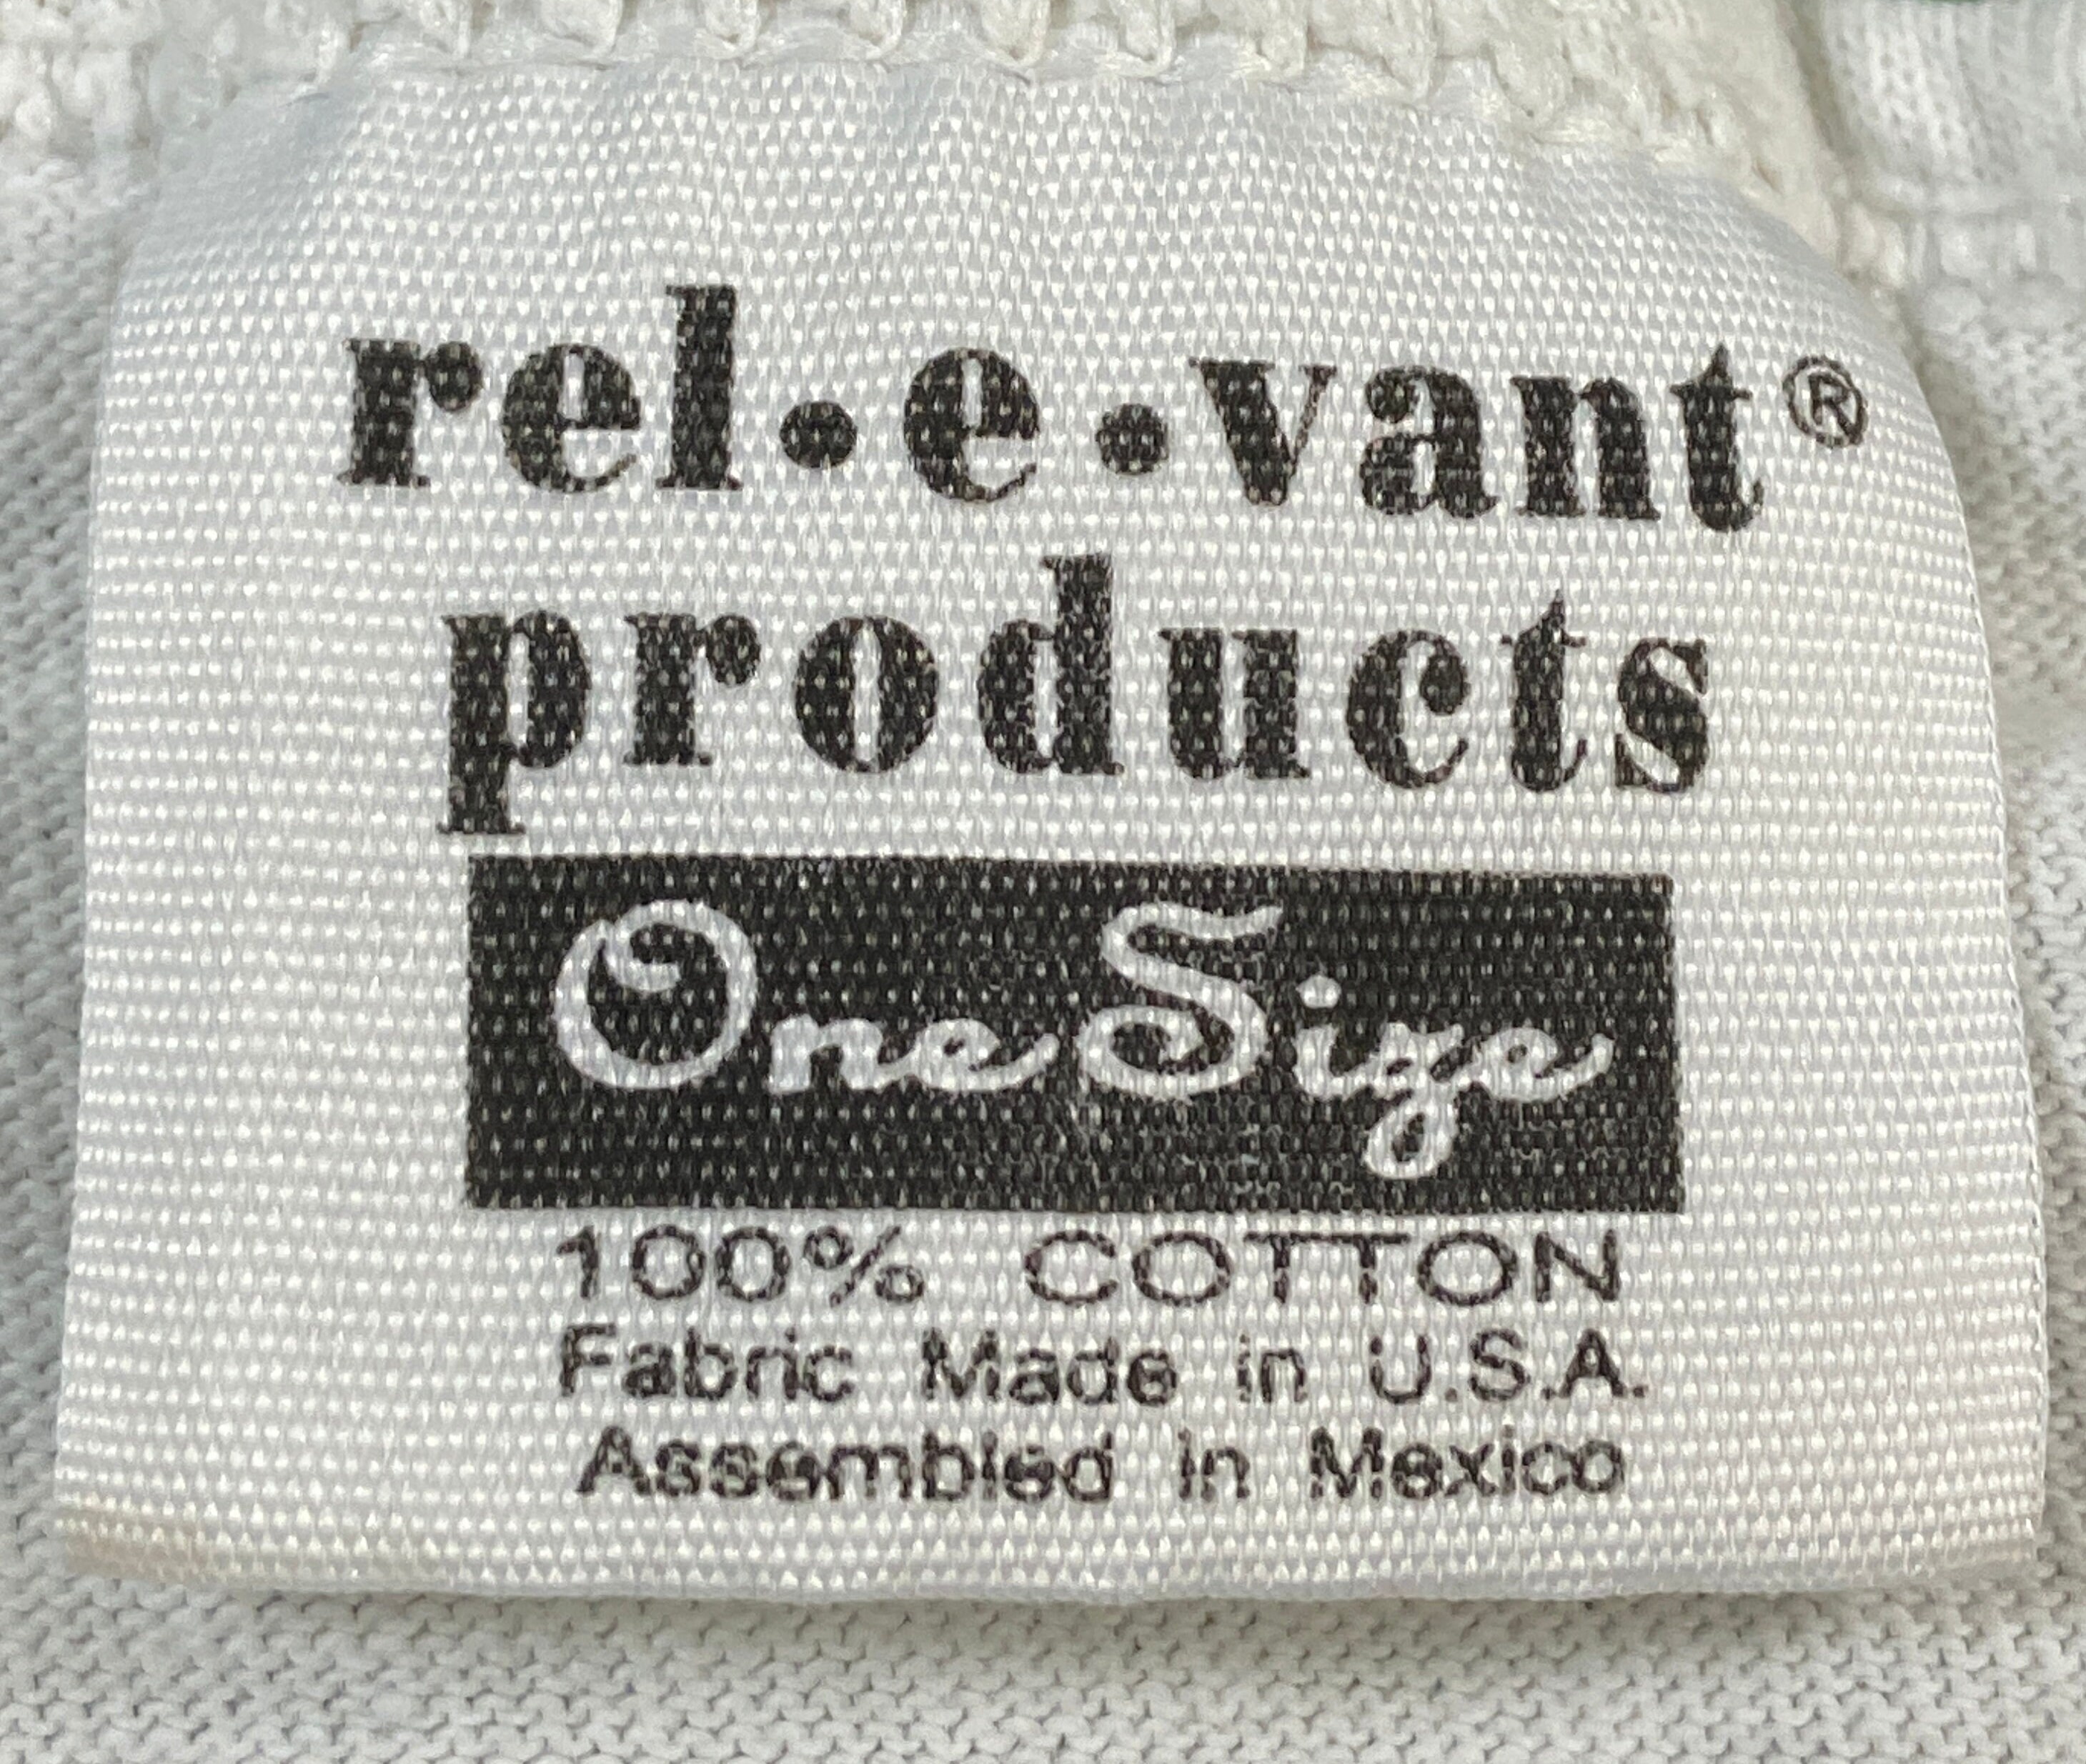 rel•e•vant®
products
One Size
100% COTTON
Fabric Made in U.S.A.
Assembled in Mexico